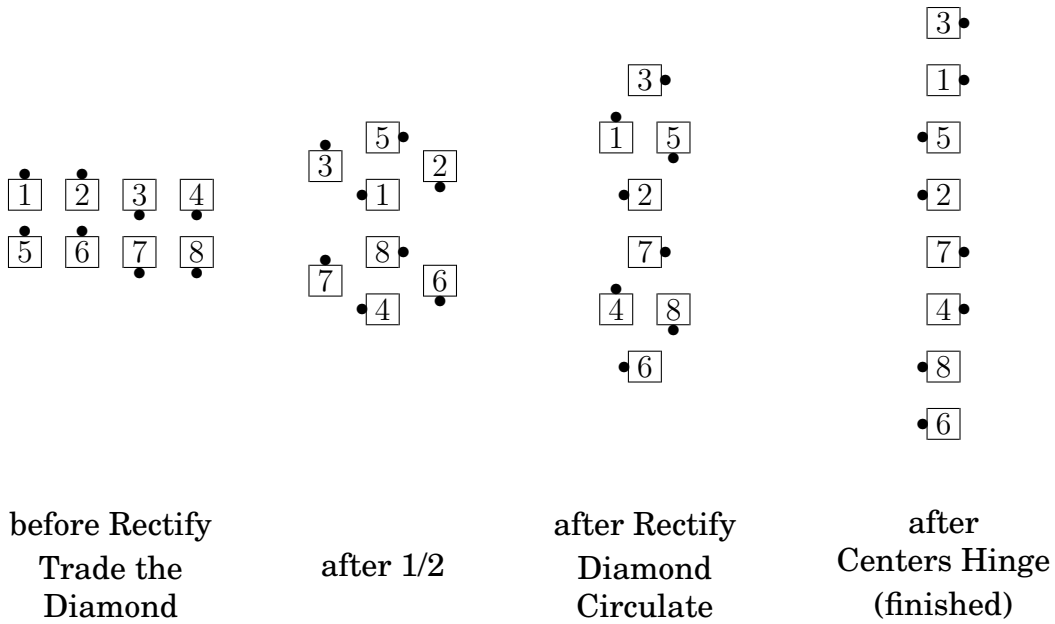 3
1
5
2
7
4
8
6
3
1 5
2
7
4 8
6
5
3 2
1
8
7 6
4
1 2 3 4
5 6 7 8
before Rectify
Trade the
Diamond
after 1/2
after Rectify
Diamond
Circulate
after
Centers Hinge
(finished)